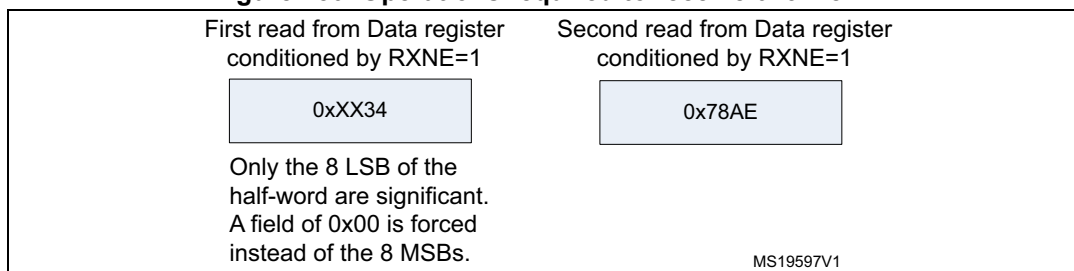 First read from Data register
conditioned by RXNE=1
0xXX34
Only the 8 LSB of the
half-word are significant.
A field of 0x00 is forced
instead of the 8 MSBs.
Second read from Data register
conditioned by RXNE=1
0x78AE
MS19597V1